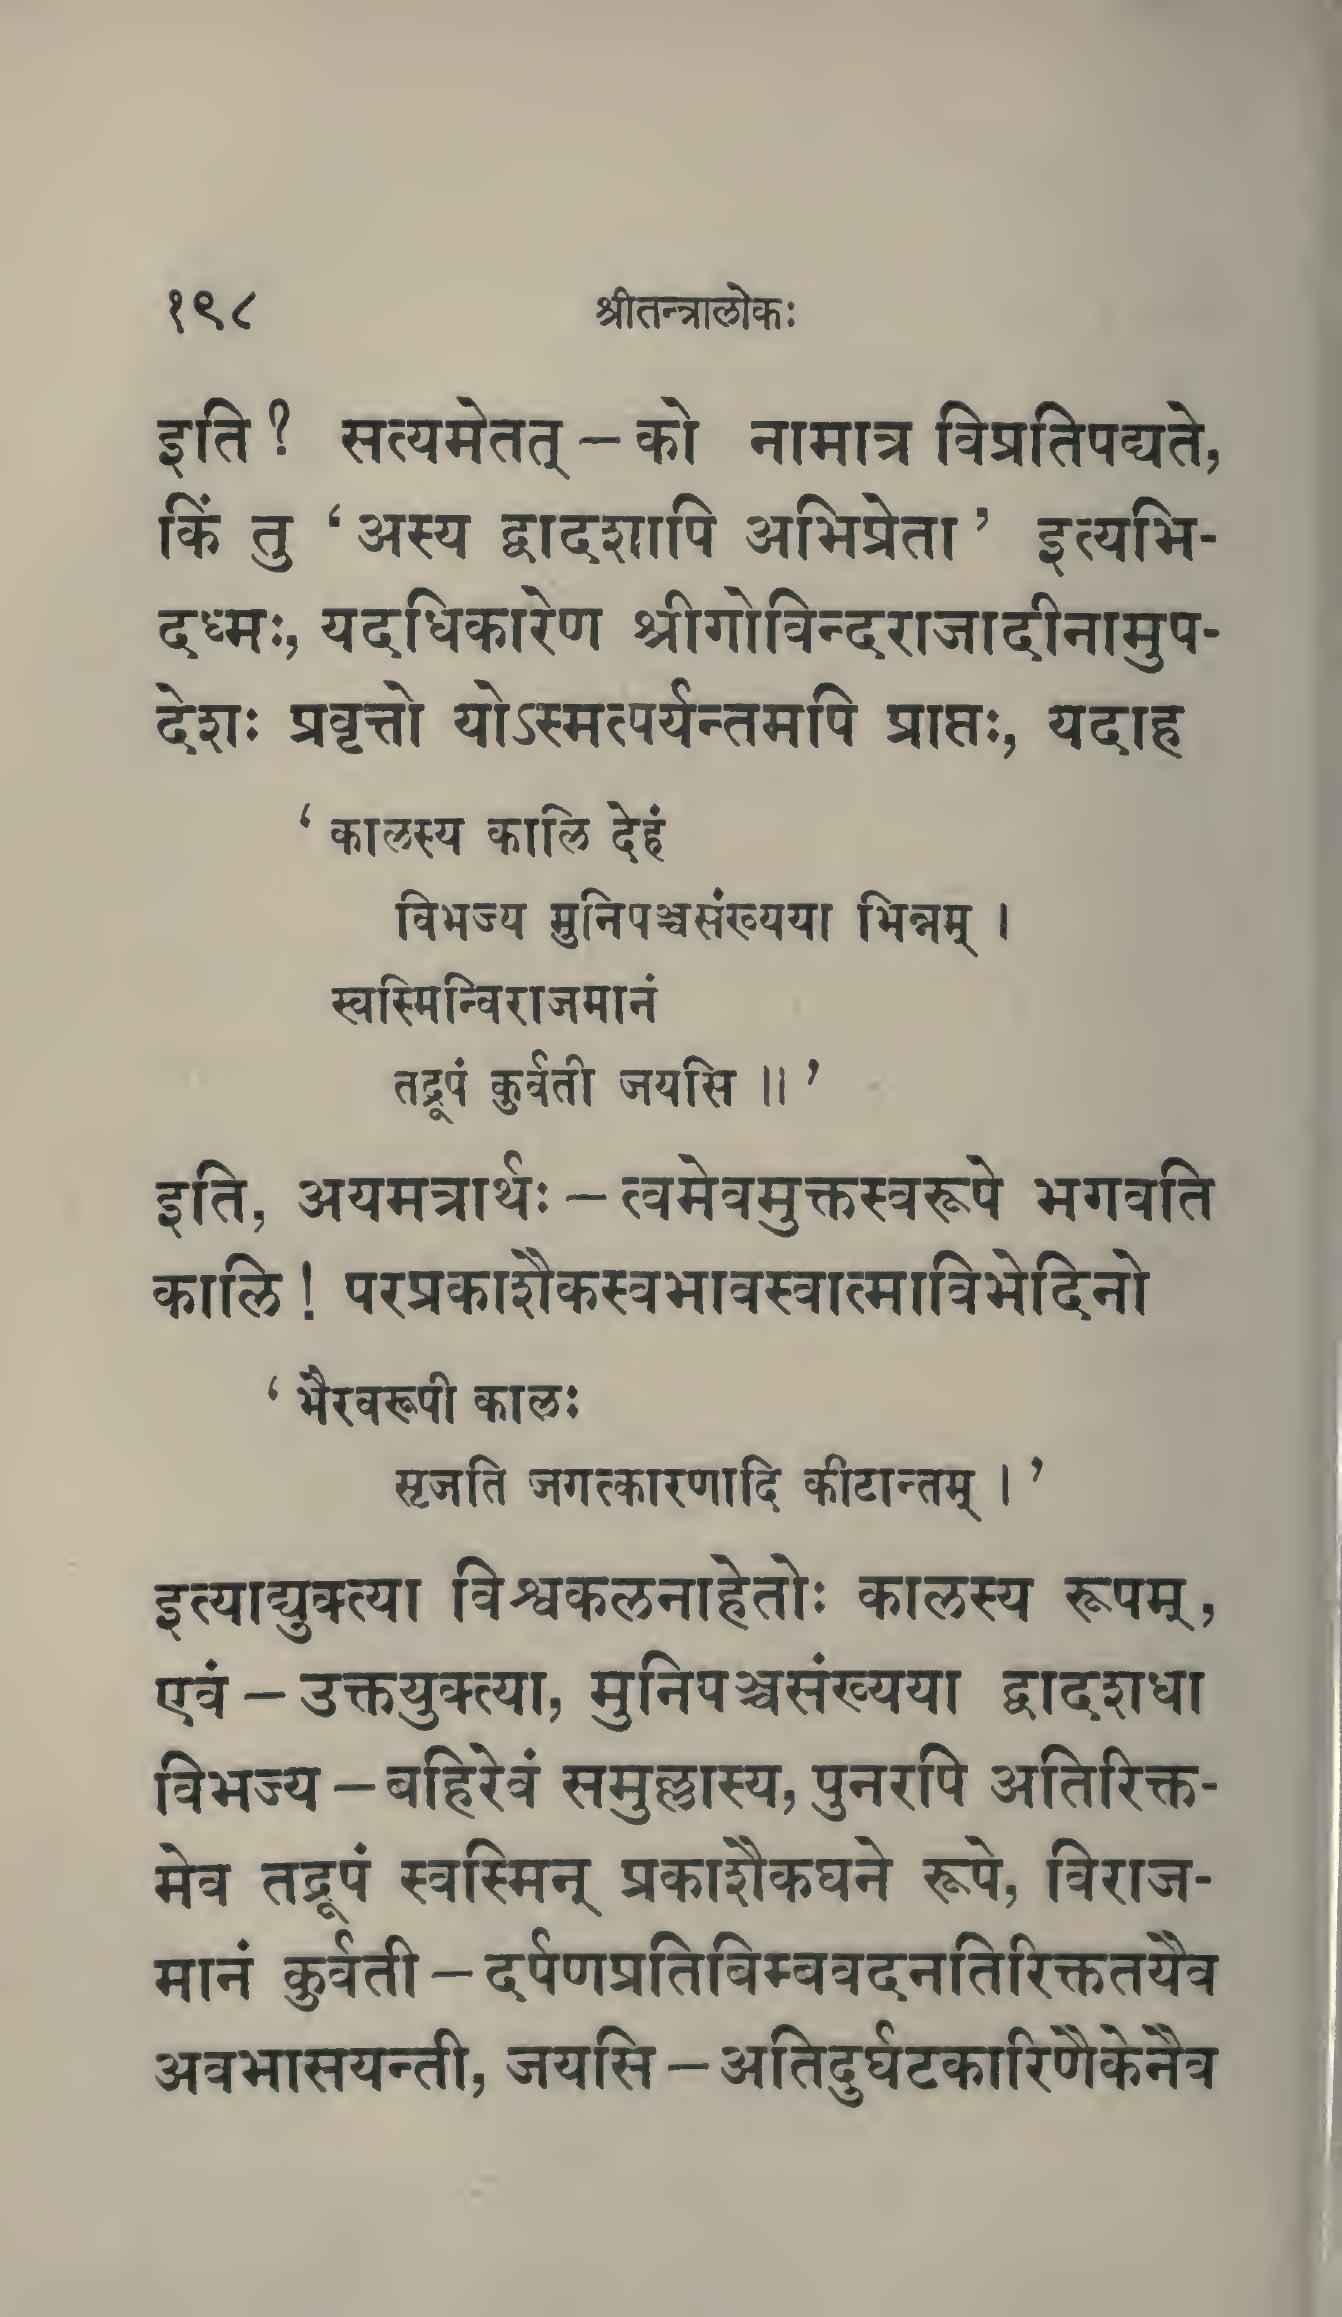 १९८ श्रीतन्त्रालोकः
इति? सत्यमेतत् – को नामात्र विप्रतिपद्यते,
किं तु ‘अस्य द्वादशापि अभिप्रेता’ इत्यभि-
दध्मः, यदधिकारेण श्रीगोविन्दराजादीनामुप-
देशः प्रवृत्तो योऽस्मत्पर्यन्तमपि प्राप्तः, यदाह
‘कालस्य कालि देहं
विभज्य मुनिपञ्चसंख्यया भिन्नम् ।
स्वस्मिन्विराजमानं
तद्रूपं कुर्वती जयसि ॥’
इति, अयमत्रार्थः – त्वमेवमुक्तस्वरूपे भगवति
कालि! परप्रकाशैकस्वभावस्वात्माविभेदिनो
‘भैरवरूपी कालः
सृजति जगत्कारणादि कीटान्तम् ।’
इत्याद्युक्त्या विश्वकलनाहेतोः कालस्य रूपम्,
एवं – उक्तयुक्त्या, मुनिपञ्चसंख्यया द्वादशधा
विभज्य – बहिरेवं समुल्लास्य, पुनरपि अतिरिक्त-
मेव तद्रूपं स्वस्मिन् प्रकाशैकघने रूपे, विराज-
मानं कुर्वती – दर्पणप्रतिविम्बवदनतिरिक्ततयैव
अवभासयन्ती, जयसि – अतिदुर्घटकारिणैकेनैव